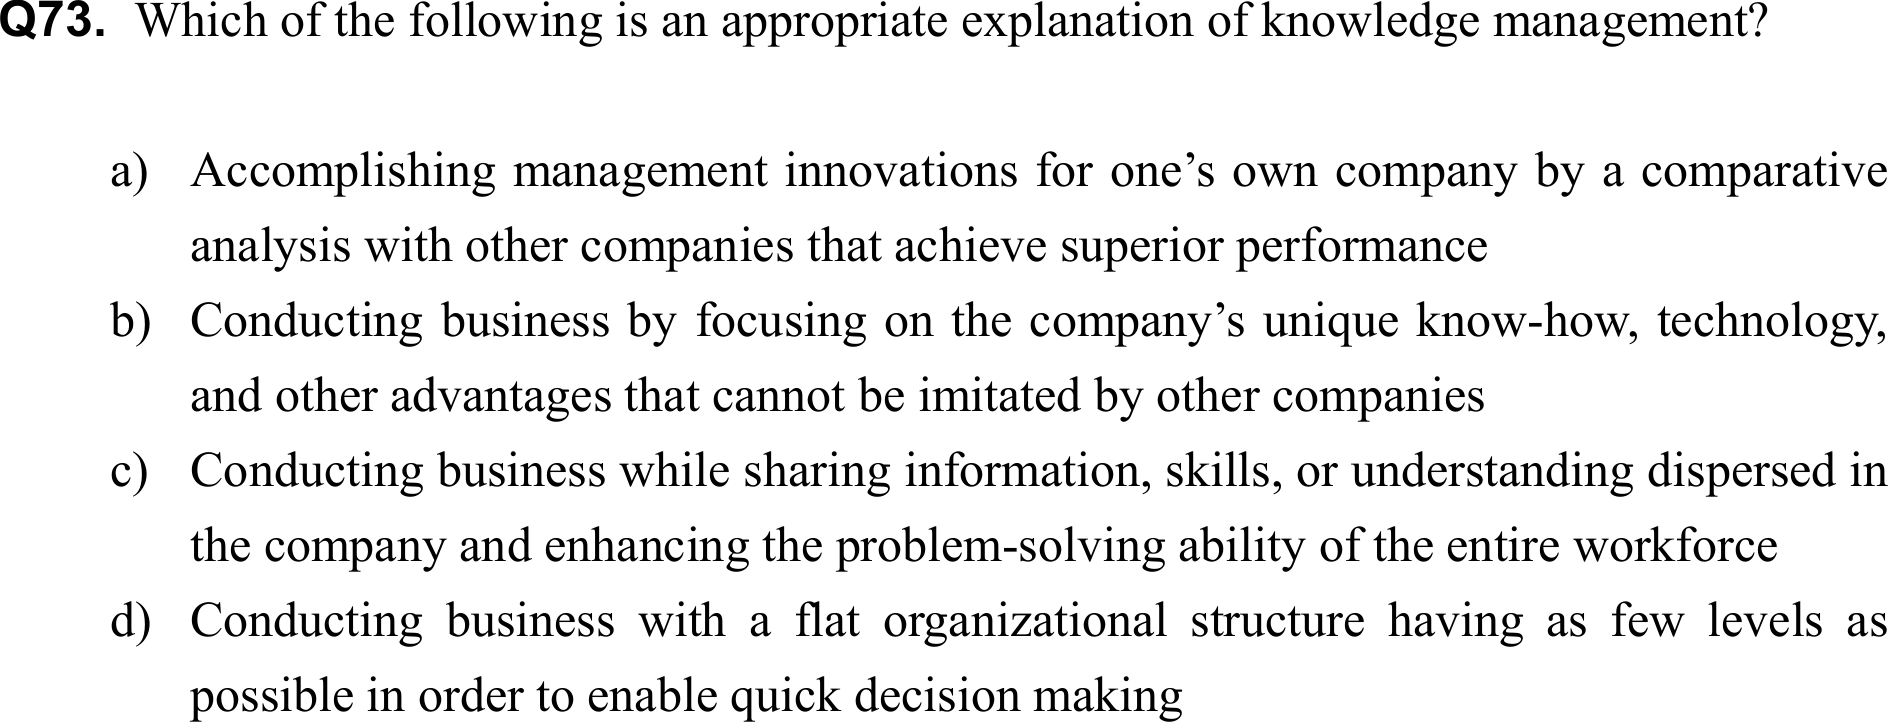 Q73. Which of the following is an appropriate explanation of knowledge management?
a) Accomplishing management innovations for one’s own company by a comparative
analysis with other companies that achieve superior performance
b) Conducting business by focusing on the company’s unique know-how, technology,
and other advantages that cannot be imitated by other companies
c) Conducting business while sharing information, skills, or understanding dispersed in
the company and enhancing the problem-solving ability of the entire workforce
d) Conducting business with a flat organizational structure having as few levels as
possible in order to enable quick decision making